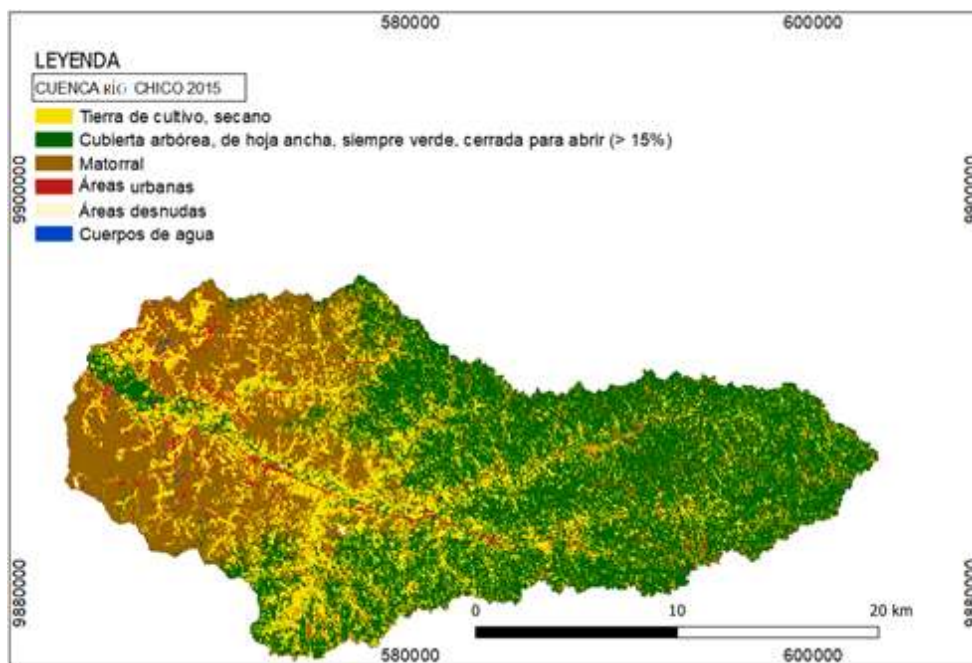 580000 600000
LEYENDA
CUENCA RÍO CHICO 2015
Tierra de cultivo, secano
Cubierta arbórea, de hoja ancha, siempre verde, cerrada para abrir (> 15%)
Matorral
Áreas urbanas
Áreas desnudas
Cuerpos de agua
9900000 9900000
9880000 9880000
0 10 20 km
580000 600000